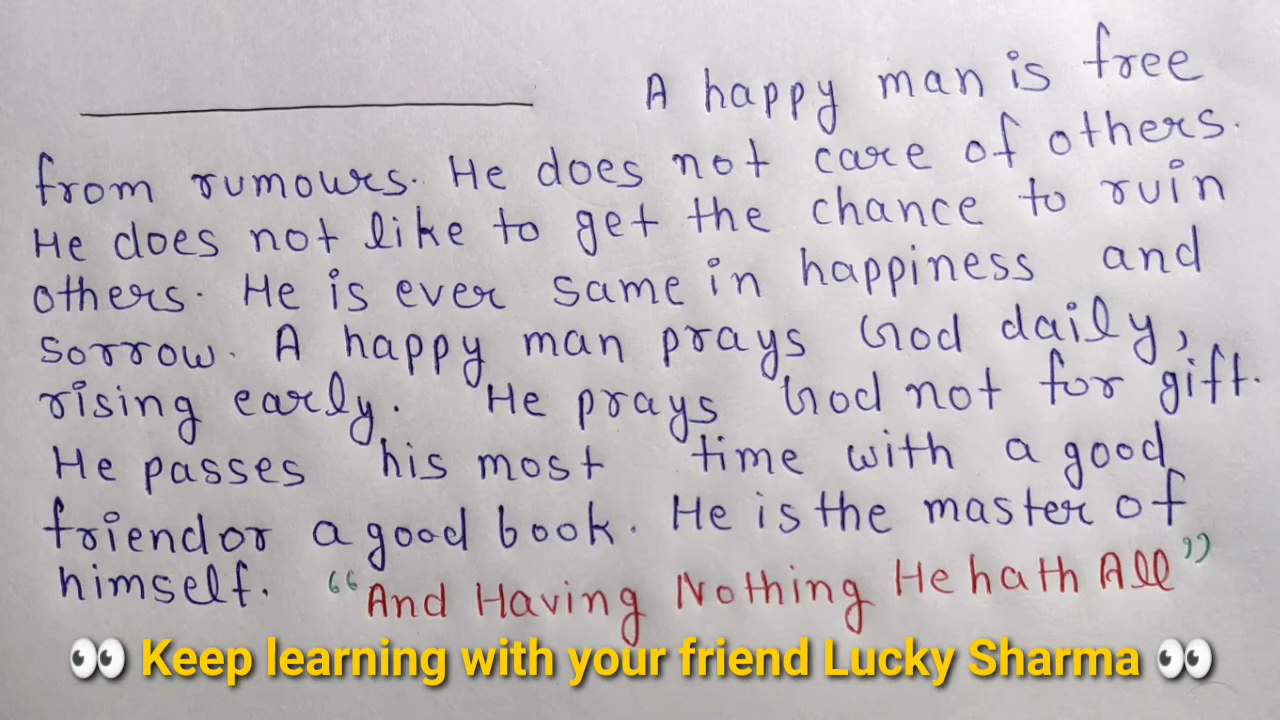 A happy man is free
from rumours. He does not care of others.
He does not like to get the chance to ruin
others. He is ever same in happiness and
sorrow. A happy man prays God daily,
rising early. He prays God not for gift.
He passes his most time with a good
friend or a good book. He is the master of
himself. "And Having Nothing He hath All"
👀 Keep learning with your friend Lucky Sharma 👀